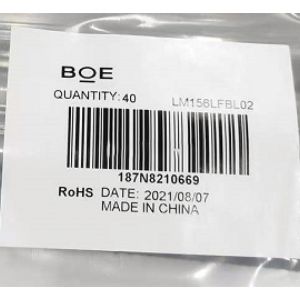 BOE
QUANTITY: 40 LM156LFBL02
187N8210669
RoHS DATE: 2021/08/07
MADE IN CHINA